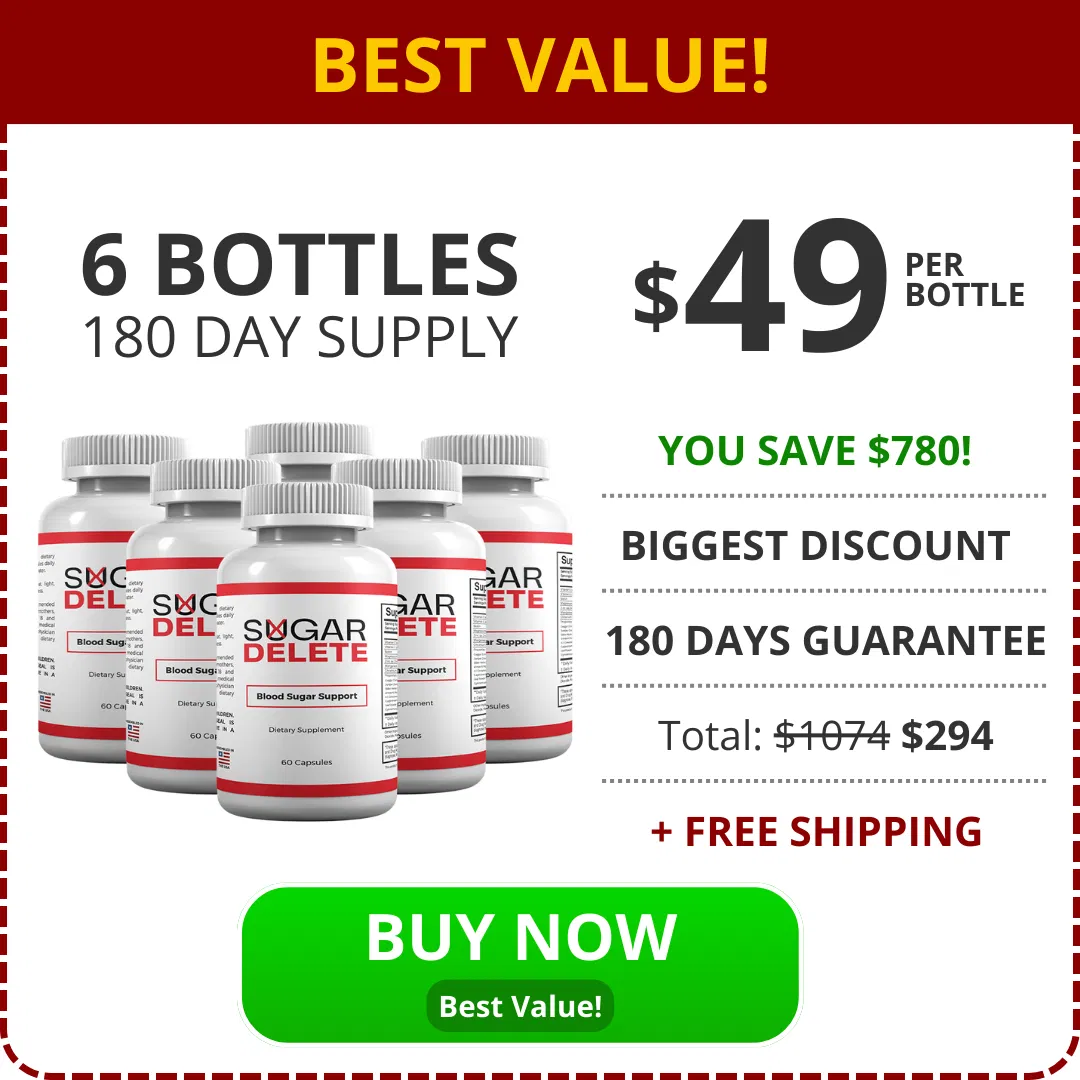 BEST VALUE!
6 BOTTLES
180 DAY SUPPLY
$49 PER BOTTLE
YOU SAVE $780!
BIGGEST DISCOUNT
180 DAYS GUARANTEE
Total: $1074 $294
+ FREE SHIPPING
SUGAR
DELETE
Blood Sugar Support
Dietary Supplement
60 Capsules
BUY NOW
Best Value!